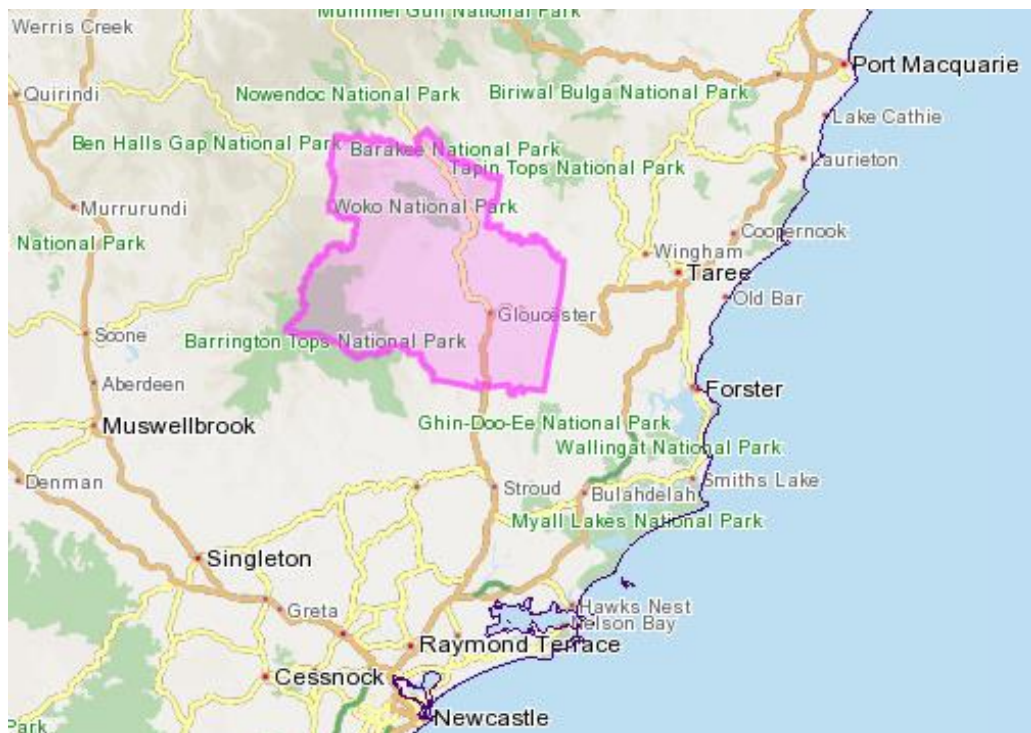 Mummel Gulf National Park
Werris Creek
Port Macquarie
Quirindi
Nowendoc National Park
Biriwal Bulga National Park
Lake Cathie
Ben Halls Gap National Park
Barakee National Park
Tapin Tops National Park
Laurieton
Murrurundi
Woko National Park
National Park
Coopernook
Wingham
Taree
Old Bar
Gloucester
Scone
Barrington Tops National Park
Aberdeen
Forster
Muswellbrook
Ghin-Doo-Ee National Park
Wallingat National Park
Denman
Stroud
Bulahdelah
Smiths Lake
Myall Lakes National Park
Singleton
Greta
Hawks Nest
Nelson Bay
Raymond Terrace
Cessnock
Newcastle
Park